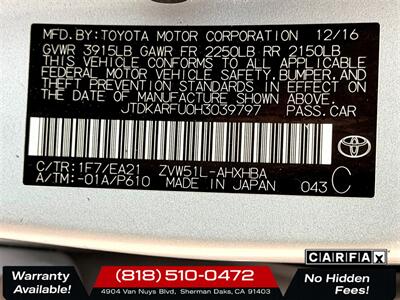 MFD.BY: TOYOTA MOTOR CORPORATION 12/16
GVWR 3915LB GAWR FR 2250LB RR 2150LB
THIS VEHICLE CONFORMS TO ALL APPLICABLE
FEDERAL MOTOR VEHICLE SAFETY, BUMPER, AND
THEFT PREVENTION STANDARDS IN EFFECT ON
THE DATE OF MANUFACTURE SHOWN ABOVE.
JTDKARFU0H3039797 PASS.CAR
C/TR:1F7/EA21 ZVW51L-AHXHBA
A/TM:-01A/P610 MADE IN JAPAN 043 C
TOYOTA
CARFAX
Warranty
Available!
(818) 510-0472
4904 Van Nuys Blvd, Sherman Oaks, CA 91403
No Hidden
Fees!